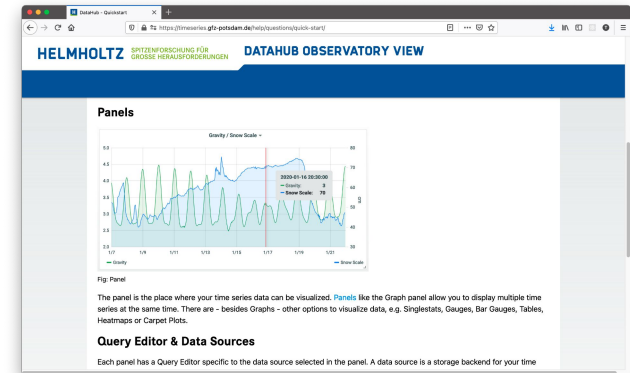 DataHub - Quickstart
https://timeseries.gfz-potsdam.de/help/questions/quick-start/
HELMHOLTZ
SPITZENFORSCHUNG FÜR
GROSSE HERAUSFORDERUNGEN
DATAHUB OBSERVATORY VIEW
Panels
Gravity / Snow Scale
5.0
4.5
4.0
3.5
3.0
2.5
2.0
80
70
60
50
40
30
2020-01-16 20:30:00
Gravity: 3
Snow Scale: 70
1/7 1/9 1/11 1/13 1/15 1/17 1/19 1/21
Gravity
Snow Scale
Fig: Panel
The panel is the place where your time series data can be visualized. Panels like the Graph panel allow you to display multiple time
series at the same time. There are - besides Graphs - other options to visualize data, e.g. Singlestats, Gauges, Bar Gauges, Tables,
Heatmaps or Carpet Plots.
Query Editor & Data Sources
Each panel has a Query Editor specific to the data source selected in the panel. A data source is a storage backend for your time